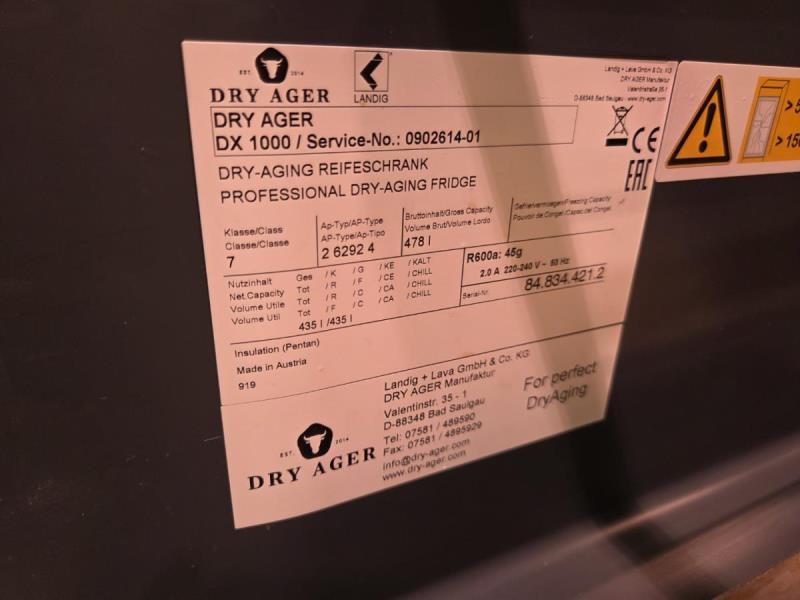 EST. 2014
DRY AGER
LANDIG
Landig + Lava GmbH & Co. KG
DRY AGER Manufaktur
Valentinstraße 35-1
D-88348 Bad Saulgau, www.dry-ager.com
DRY AGER
DX 1000 / Service-No.: 0902614-01
CE
EAC
DRY-AGING REIFESCHRANK
PROFESSIONAL DRY-AGING FRIDGE
Klasse/Class
Classe/Classe
7
Ap-Typ/AP-Type
AP-Type/Ap-Tipo
2 6292 4
Bruttoinhalt/Gross Capacity
Volume Brut/Volume Lordo
478 l
Gefriervermoegen/Freezing Capacity
Pouvoir de Congel./Capac.del Congel.
Nutzinhalt Ges / K / G / KE / KALT
Net.Capacity Tot / R / F / CE / CHILL
Volume Utile Tot / R / C / CA / CHILL
Volume Util Tot / F / C / CA / CHILL
435 l /435 l
R600a: 45g
2.0 A 220-240 V ~ 50 Hz
Serial-Nr. 84.834.421.2
Insulation (Pentan)
Made in Austria
919
EST. 2014
DRY AGER
Landig + Lava GmbH & Co. KG
DRY AGER Manufaktur
Valentinstr. 35 - 1
D-88348 Bad Saulgau
Tel: 07581 / 489590
Fax: 07581 / 4895929
info@dry-ager.com
www.dry-ager.com
For perfect
DryAging